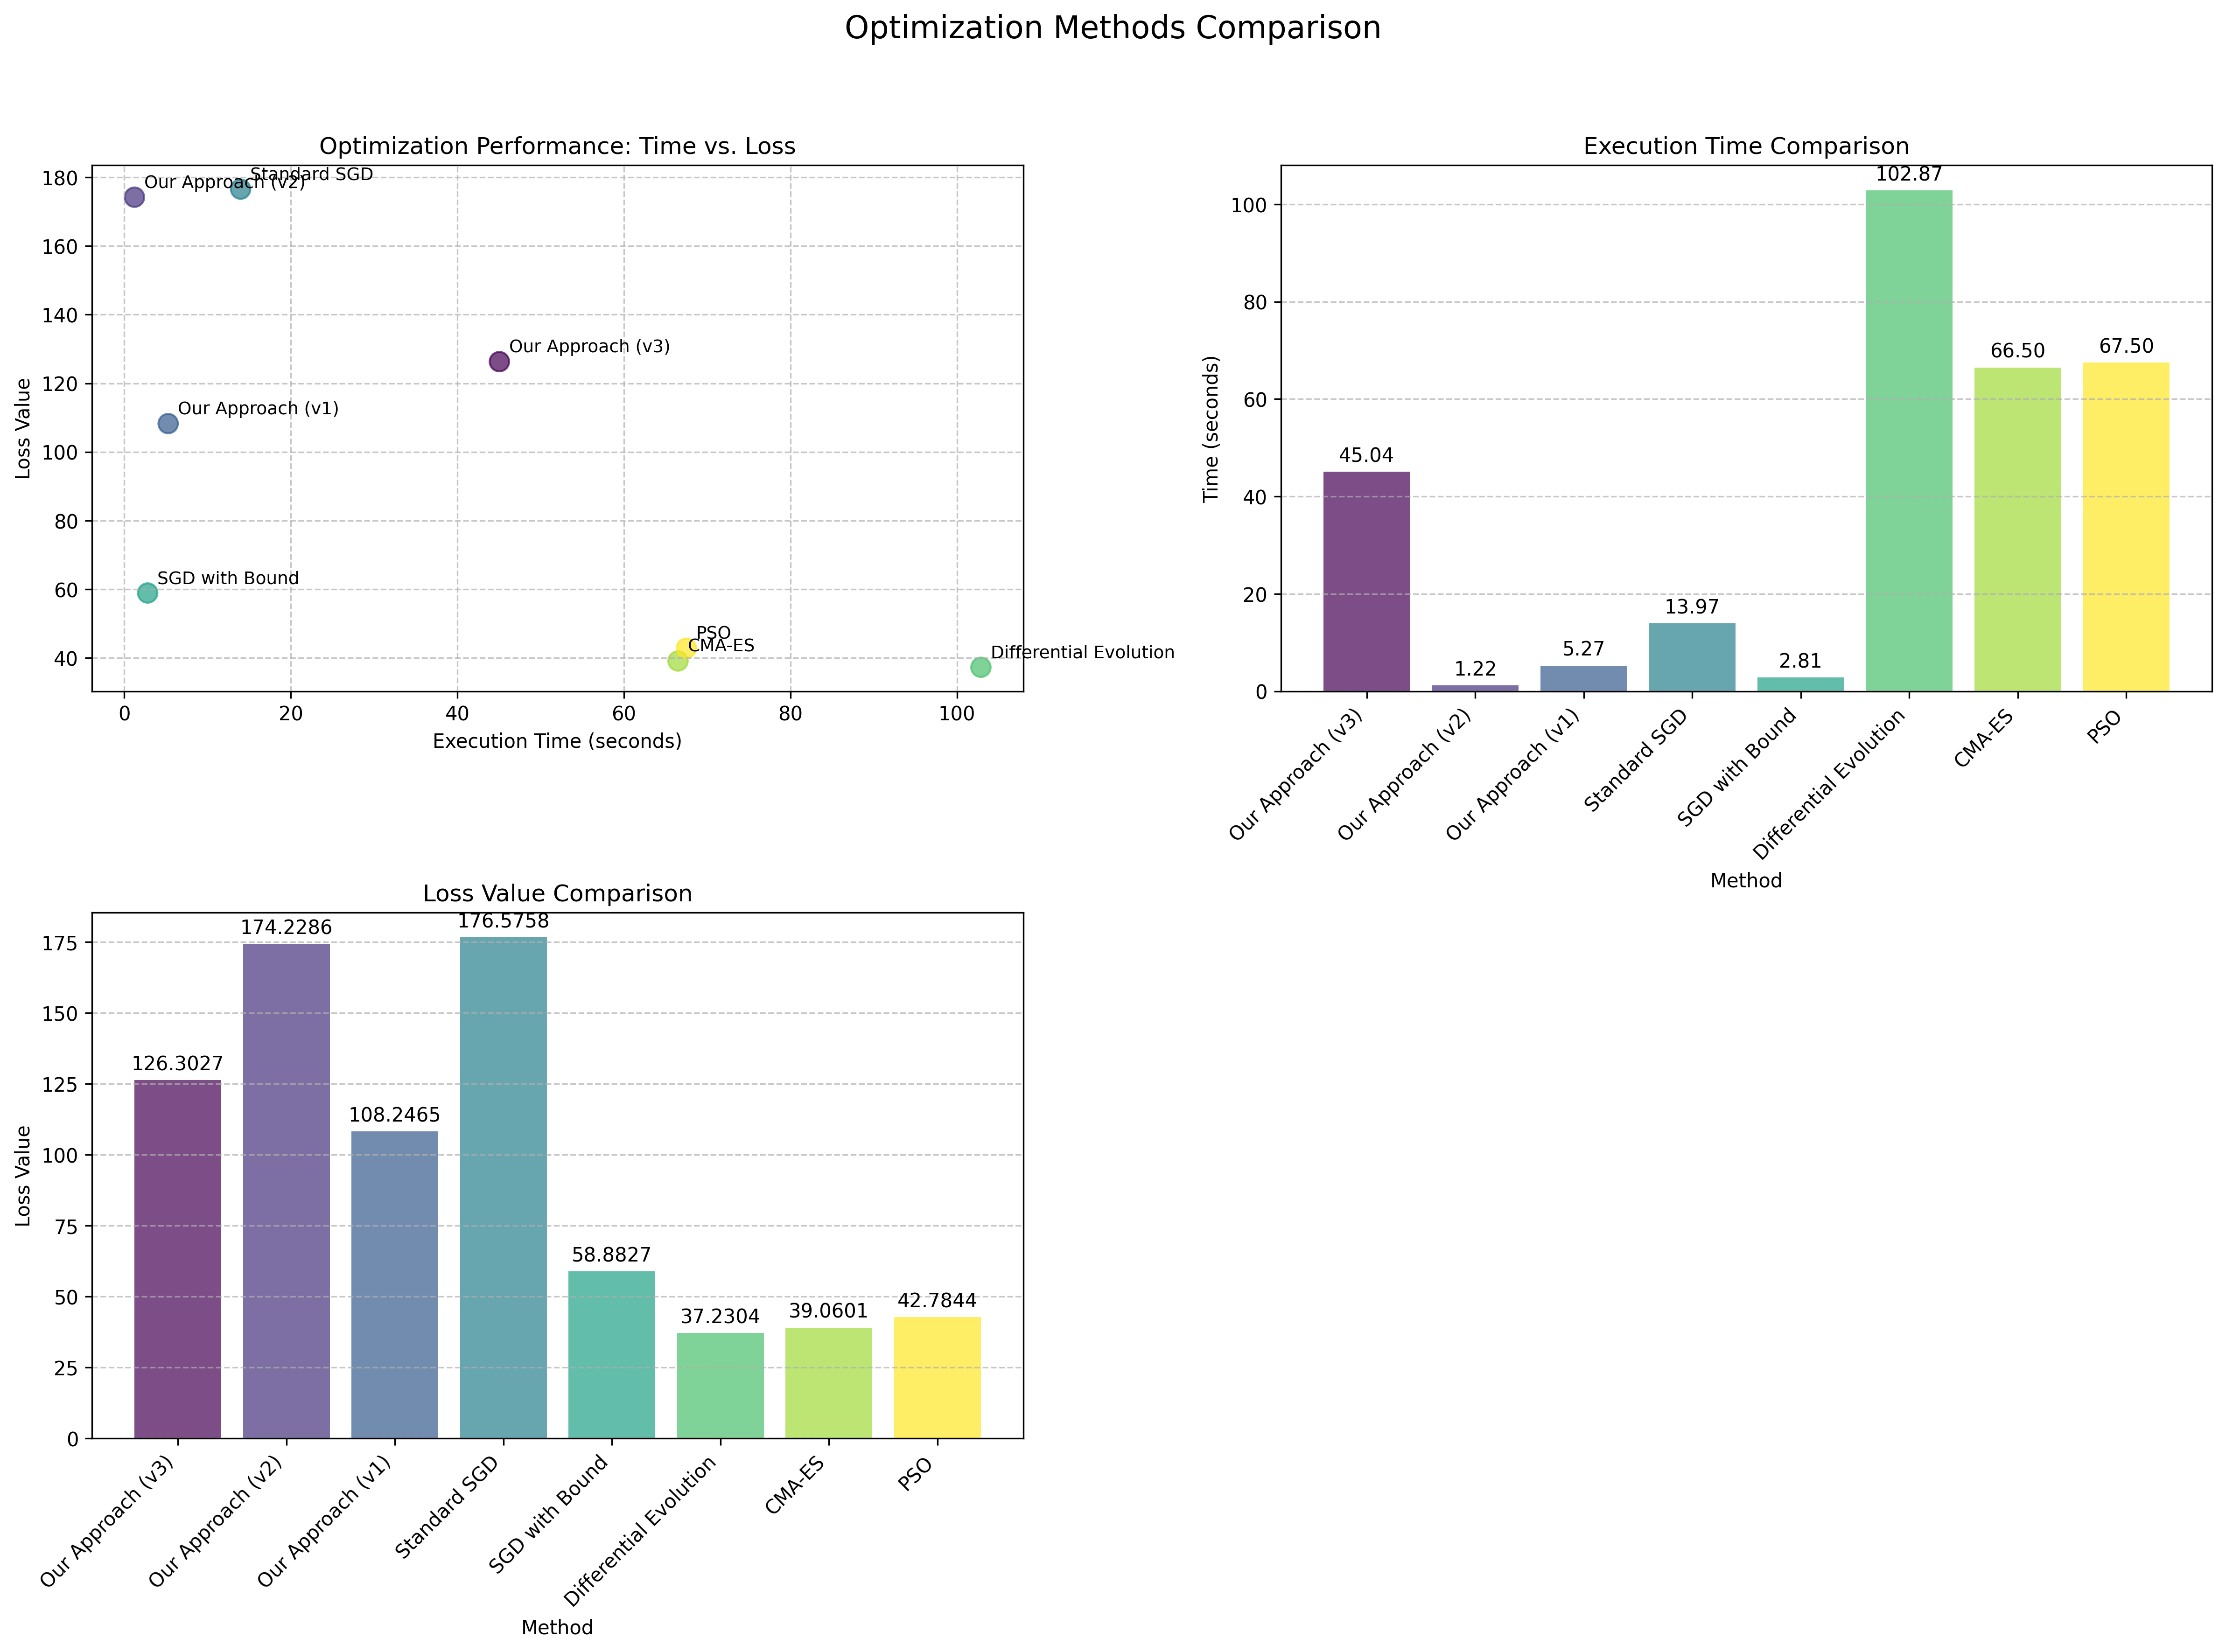 Optimization Methods Comparison
Optimization Performance: Time vs. Loss
Loss Value
180
160
140
120
100
80
60
40
Our Approach (v2)
Standard SGD
Our Approach (v3)
Our Approach (v1)
SGD with Bound
PSO
CMA-ES
Differential Evolution
0 20 40 60 80 100
Execution Time (seconds)
Execution Time Comparison
Time (seconds)
100
80
60
40
20
0
45.04
1.22
5.27
13.97
2.81
102.87
66.50
67.50
Our Approach (v3)
Our Approach (v2)
Our Approach (v1)
Standard SGD
SGD with Bound
Differential Evolution
CMA-ES
PSO
Method
Loss Value Comparison
Loss Value
175
150
125
100
75
50
25
0
126.3027
174.2286
108.2465
176.5758
58.8827
37.2304
39.0601
42.7844
Our Approach (v3)
Our Approach (v2)
Our Approach (v1)
Standard SGD
SGD with Bound
Differential Evolution
CMA-ES
PSO
Method